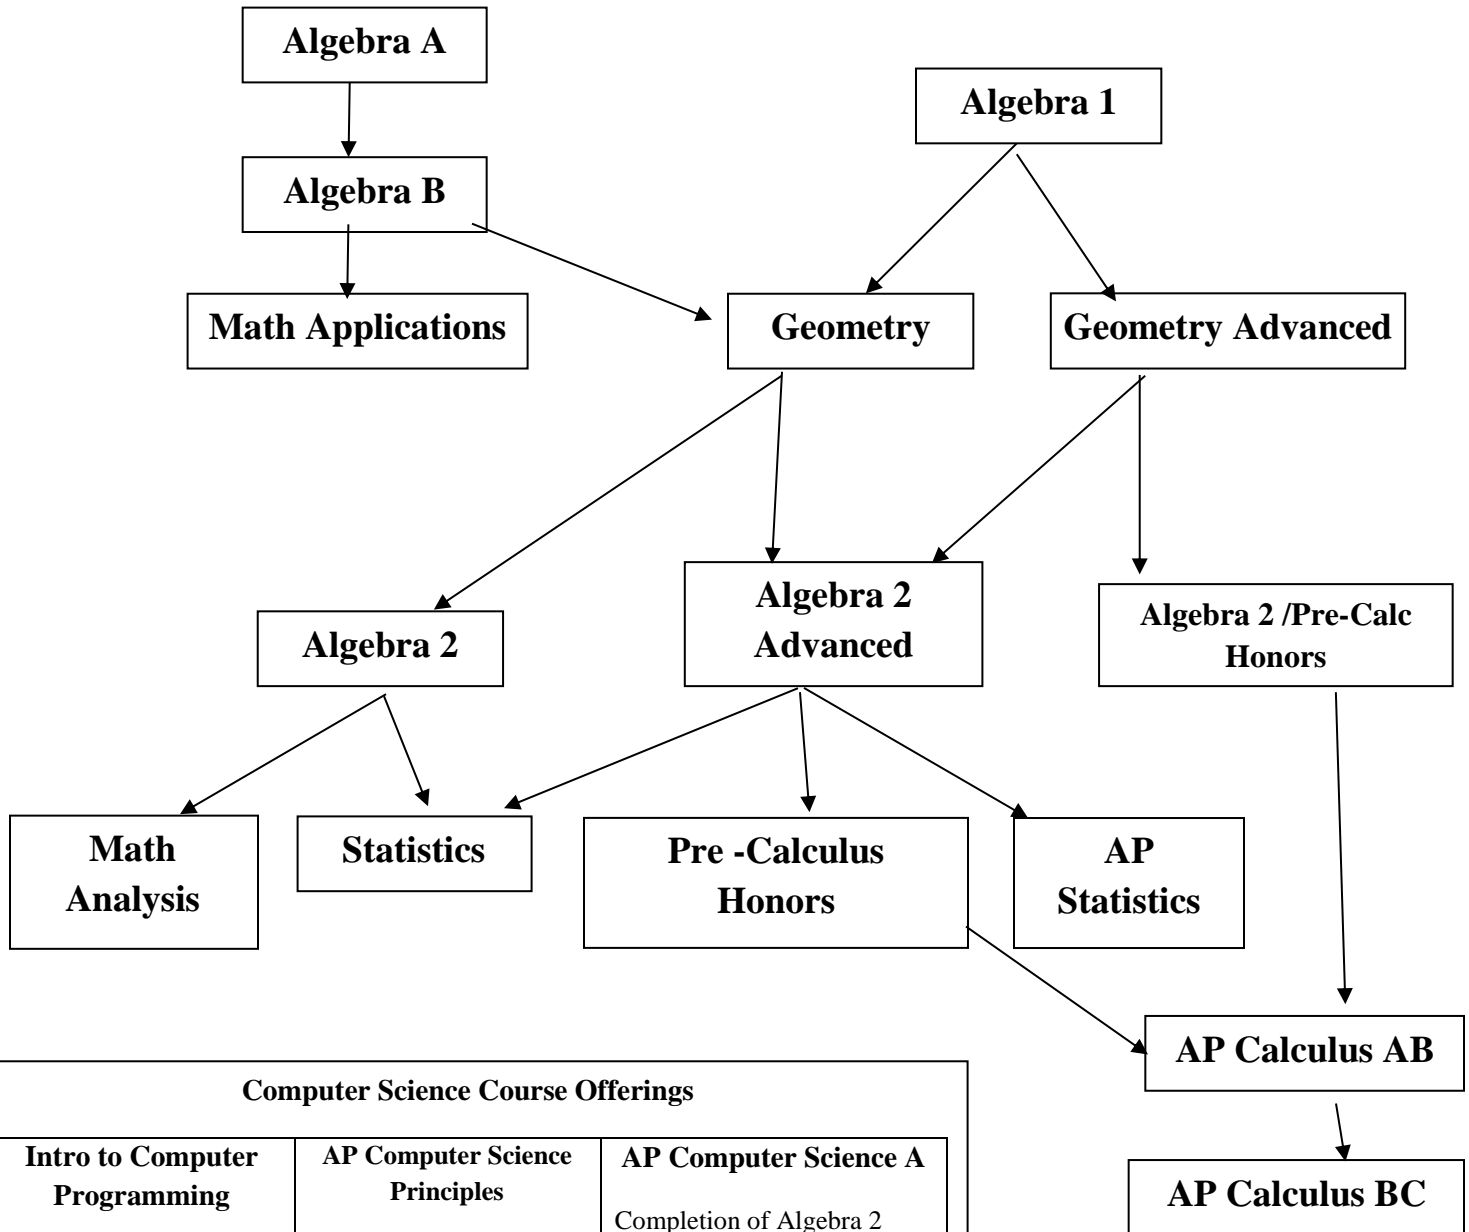 Algebra A
Algebra 1
Algebra B
Math Applications
Geometry
Geometry Advanced
Algebra 2
Advanced
Algebra 2 /Pre-Calc
Honors
Algebra 2
Math
Analysis
Statistics
Pre -Calculus
Honors
AP
Statistics
AP Calculus AB
AP Calculus BC
Computer Science Course Offerings
Intro to Computer
Programming
AP Computer Science
Principles
AP Computer Science A
Completion of Algebra 2